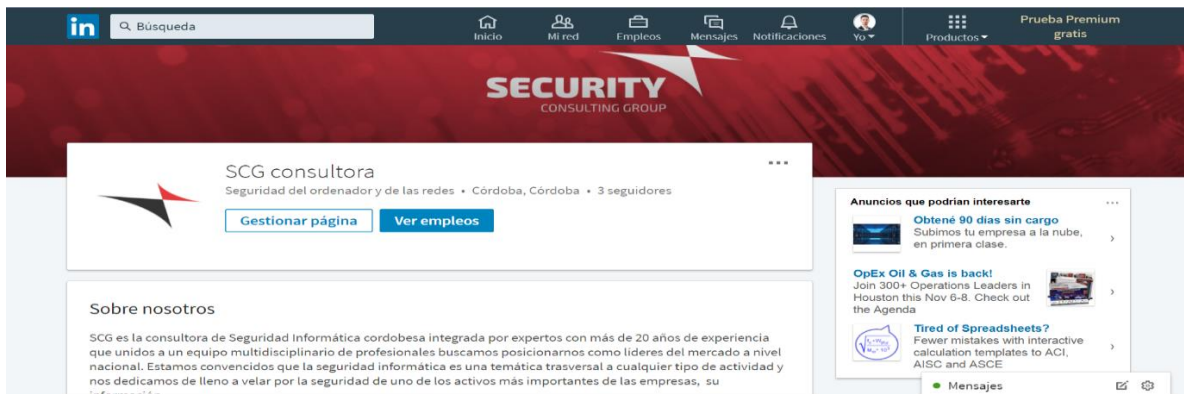 in
Búsqueda
Inicio
Mi red
Empleos
Mensajes
Notificaciones
Yo
Productos
Prueba Premium
gratis
SECURITY
CONSULTING GROUP
SCG consultora
Seguridad del ordenador y de las redes • Córdoba, Córdoba • 3 seguidores
Gestionar página
Ver empleos
Sobre nosotros
SCG es la consultora de Seguridad Informática cordobesa integrada por expertos con más de 20 años de experiencia
que unidos a un equipo multidisciplinario de profesionales buscamos posicionarnos como líderes del mercado a nivel
nacional. Estamos convencidos que la seguridad informática es una temática trasversal a cualquier tipo de actividad y
nos dedicamos de lleno a velar por la seguridad de uno de los activos más importantes de las empresas, su
Anuncios que podrían interesarte
Obtené 90 días sin cargo
Subimos tu empresa a la nube,
en primera clase.
OpEx Oil & Gas is back!
Join 300+ Operations Leaders in
Houston this Nov 6-8. Check out
the Agenda
Tired of Spreadsheets?
Fewer mistakes with interactive
calculation templates to ACI,
AISC and ASCE
Mensajes